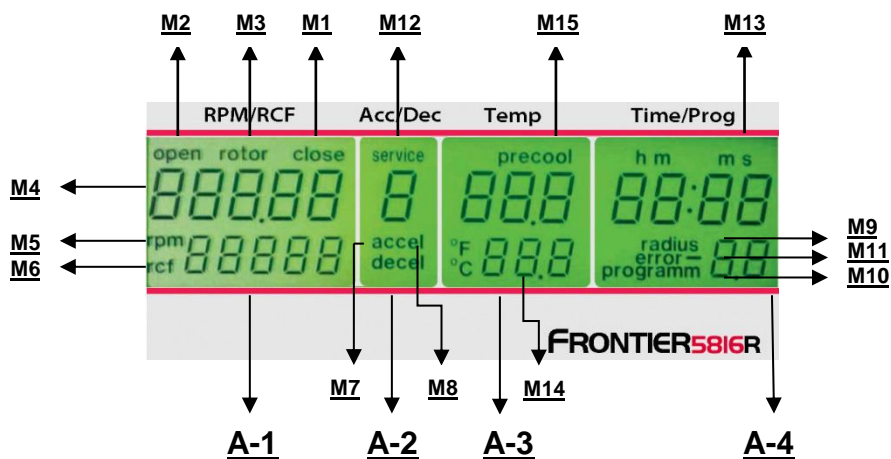 M2 M3 M1 M12 M15 M13
RPM/RCF Acc/Dec Temp Time/Prog
open rotor close service precool h m m s
M4 888.88 8 88.8 88:88
M5 rpm 88888 accel °F 88.8 radius 8.8 M9
error – M11
M6 rcf decel °C programm M10
FRONTIER5816R
M7 M8 M14
A-1 A-2 A-3 A-4